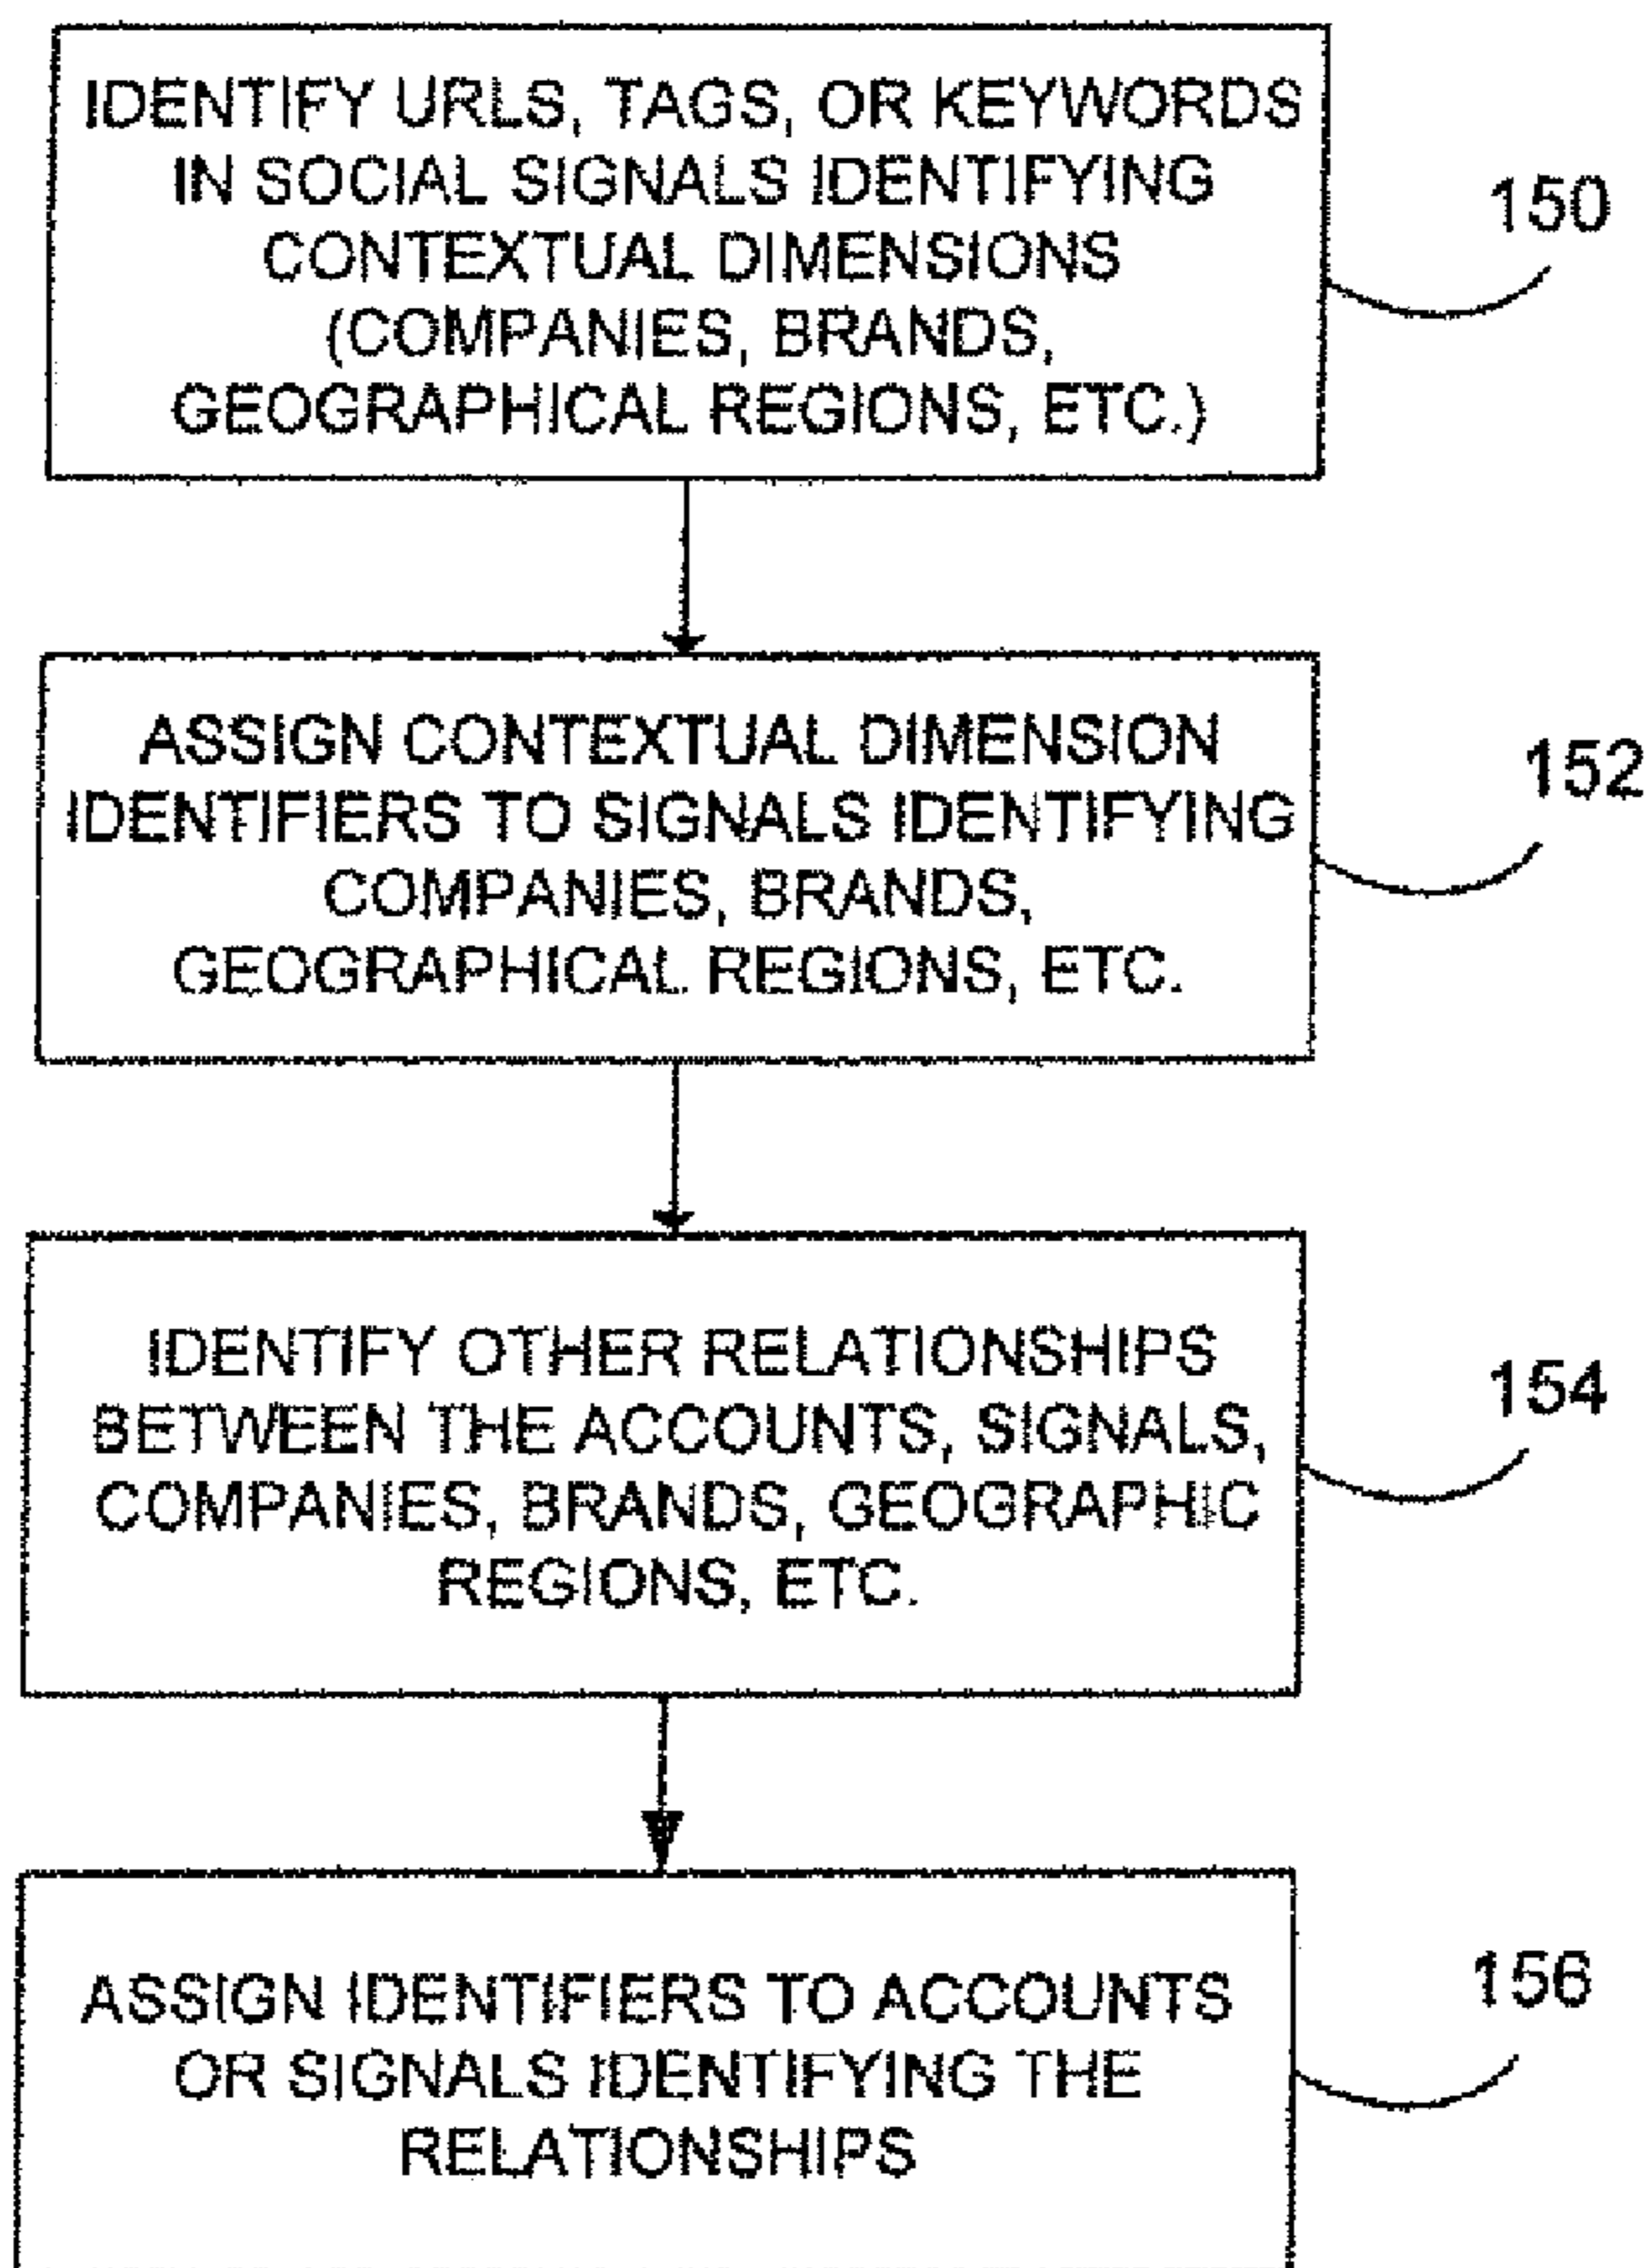 IDENTIFY URLS, TAGS, OR KEYWORDS
IN SOCIAL SIGNALS IDENTIFYING
CONTEXTUAL DIMENSIONS
(COMPANIES, BRANDS,
GEOGRAPHICAL REGIONS, ETC.)
150
ASSIGN CONTEXTUAL DIMENSION
IDENTIFIERS TO SIGNALS IDENTIFYING
COMPANIES, BRANDS,
GEOGRAPHICAL REGIONS, ETC.
152
IDENTIFY OTHER RELATIONSHIPS
BETWEEN THE ACCOUNTS, SIGNALS,
COMPANIES, BRANDS, GEOGRAPHIC
REGIONS, ETC.
154
ASSIGN IDENTIFIERS TO ACCOUNTS
OR SIGNALS IDENTIFYING THE
RELATIONSHIPS
156